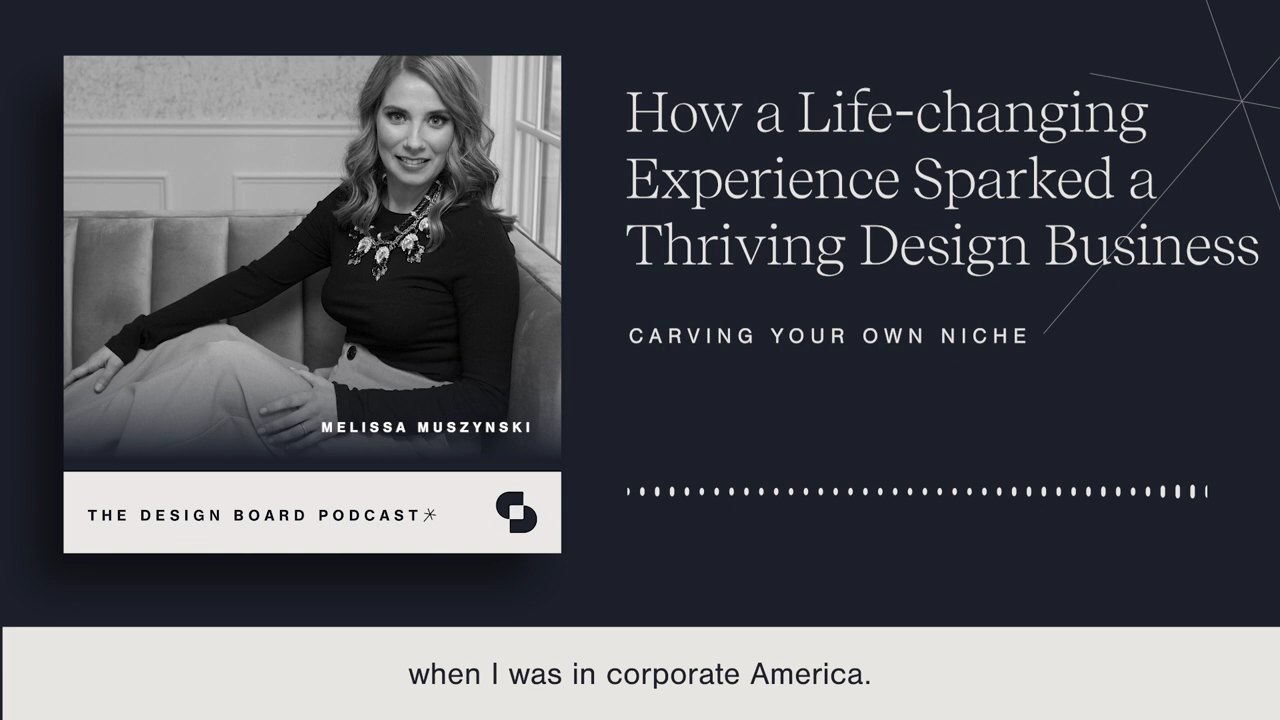 How a Life-changing
Experience Sparked a
Thriving Design Business
CARVING YOUR OWN NICHE
MELISSA MUSZYNSKI
THE DESIGN BOARD PODCAST*
when I was in corporate America.